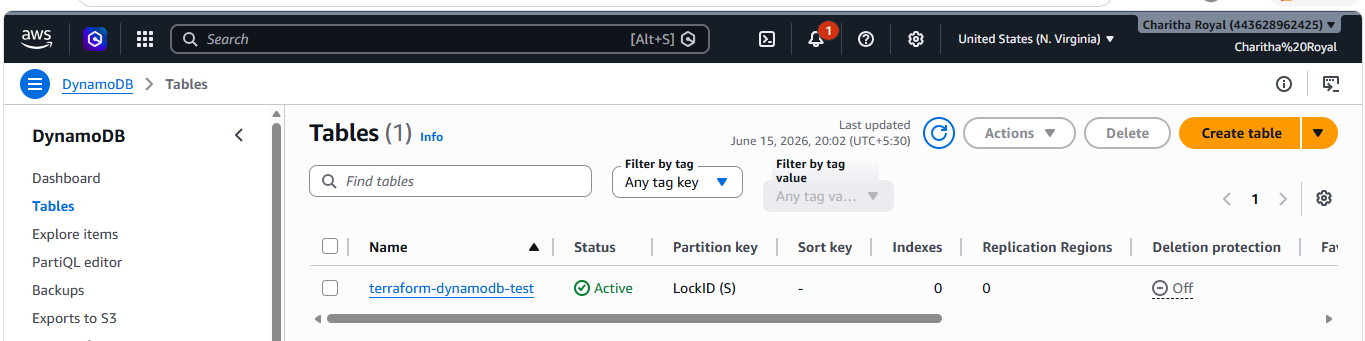 aws
Search
[Alt+S]
1
United States (N. Virginia)
Charitha Royal (443628962425)
Charitha%20Royal
DynamoDB
Tables
DynamoDB
Dashboard
Tables
Explore items
PartiQL editor
Backups
Exports to S3
Tables (1) Info
Last updated
June 15, 2026, 20:02 (UTC+5:30)
Actions
Delete
Create table
Find tables
Filter by tag
Any tag key
Filter by tag
value
Any tag va...
1
Name Status Partition key Sort key Indexes Replication Regions Deletion protection
terraform-dynamodb-test Active LockID (S) - 0 0 Off